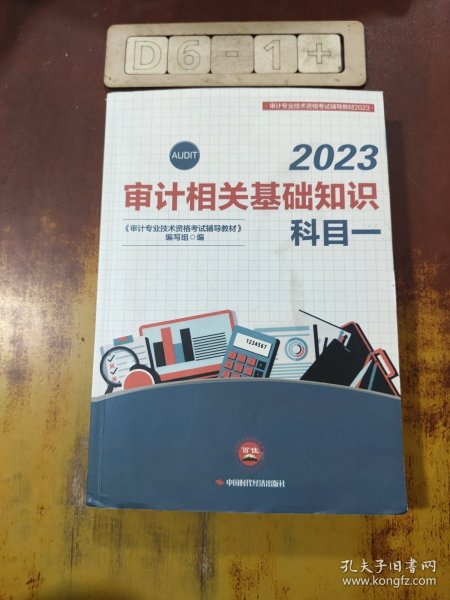 D6-1+
审计专业技术资格考试辅导教材2023
AUDIT
2023
审计相关基础知识
科目一
《审计专业技术资格考试辅导教材》
编写组◎编
1234567
百佳
中国时代经济出版社
孔夫子旧书网
www.kongfz.com